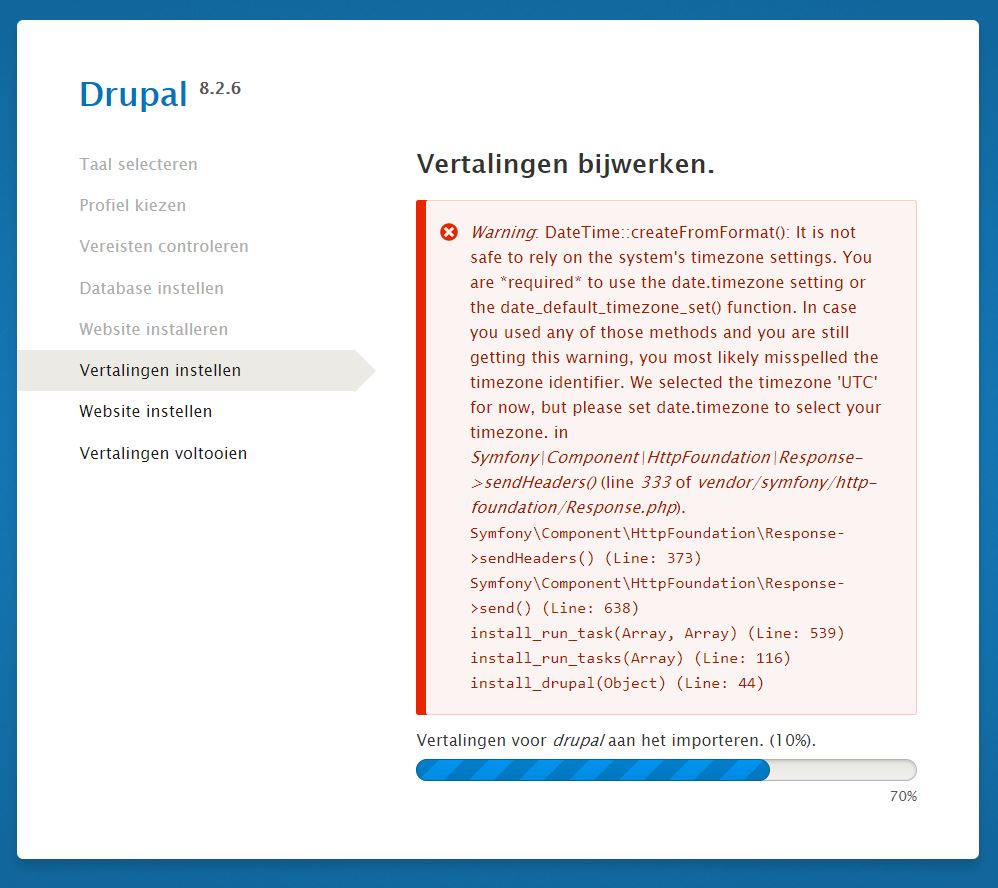 Drupal 8.2.6
Taal selecteren
Profiel kiezen
Vereisten controleren
Database instellen
Website installeren
Vertalingen instellen
Website instellen
Vertalingen voltooien
Vertalingen bijwerken.
Warning: DateTime::createFromFormat(): It is not
safe to rely on the system's timezone settings. You
are *required* to use the date.timezone setting or
the date_default_timezone_set() function. In case
you used any of those methods and you are still
getting this warning, you most likely misspelled the
timezone identifier. We selected the timezone 'UTC'
for now, but please set date.timezone to select your
timezone. in
Symfony\Component\HttpFoundation\Response-
>sendHeaders() (line 333 of vendor/symfony/http-
foundation/Response.php).
Symfony\Component\HttpFoundation\Response-
>sendHeaders() (Line: 373)
Symfony\Component\HttpFoundation\Response-
>send() (Line: 638)
install_run_task(Array, Array) (Line: 539)
install_run_tasks(Array) (Line: 116)
install_drupal(Object) (Line: 44)
Vertalingen voor drupal aan het importeren. (10%).
70%